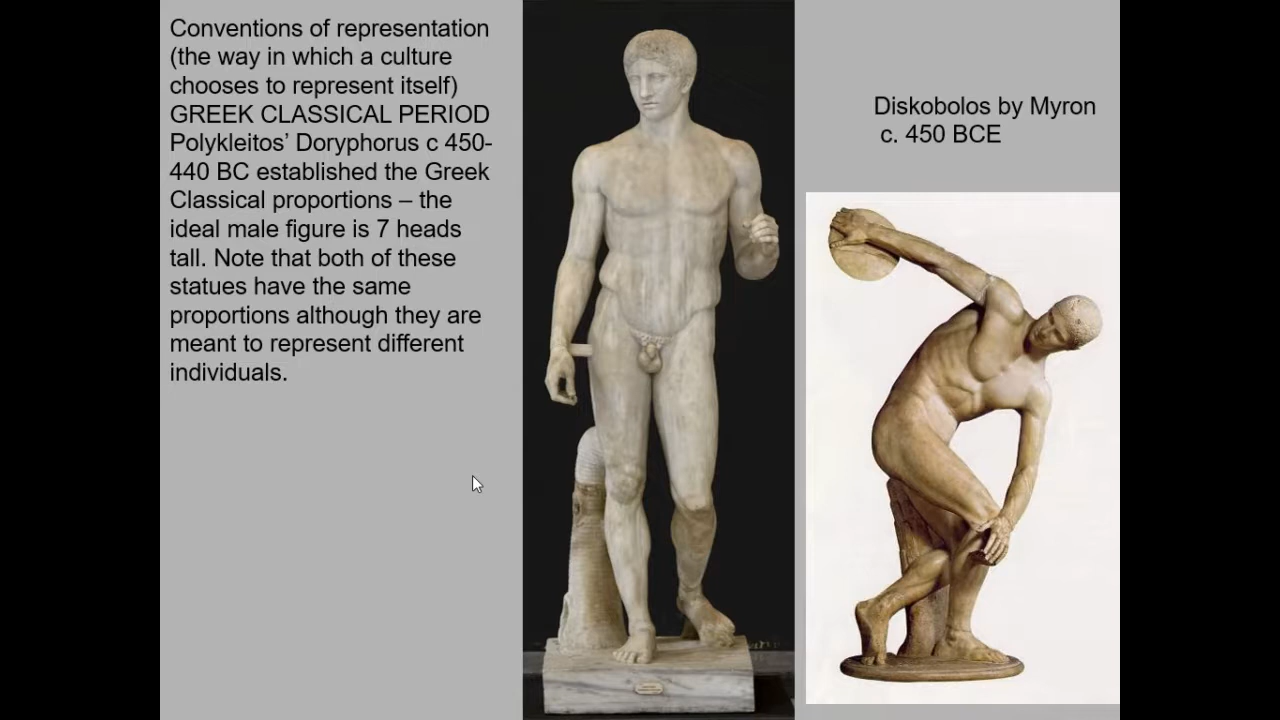 Conventions of representation
(the way in which a culture
chooses to represent itself)
GREEK CLASSICAL PERIOD
Polykleitos’ Doryphorus c 450-
440 BC established the Greek
Classical proportions – the
ideal male figure is 7 heads
tall. Note that both of these
statues have the same
proportions although they are
meant to represent different
individuals.
Diskobolos by Myron
c. 450 BCE